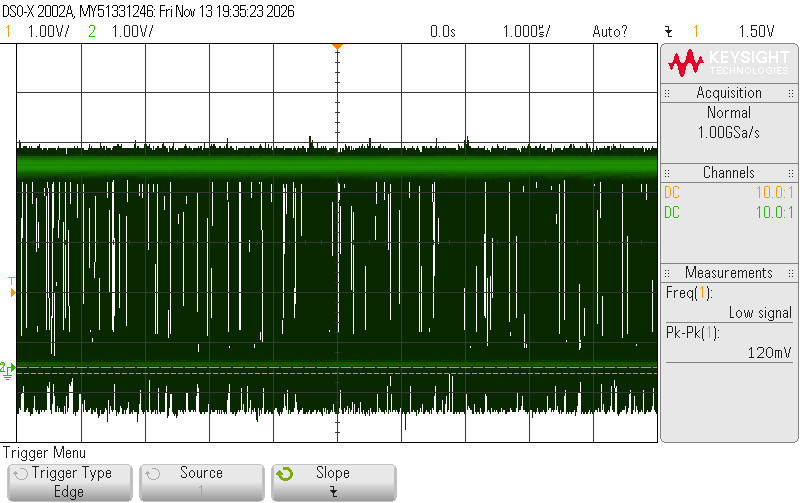 DSO-X 2002A, MY51331246: Fri Nov 13 19:35:23 2026
1 1.00V/ 2 1.00V/ 0.0s 1.000s/ Auto? 1 1.50V
KEYSIGHT
TECHNOLOGIES
Acquisition
Normal
1.00GSa/s
Channels
DC 10.0:1
DC 10.0:1
Measurements
Freq(1):
Low signal
Pk-Pk(1):
120mV
T
2
Trigger Menu
Trigger Type
Edge
Source
1
Slope